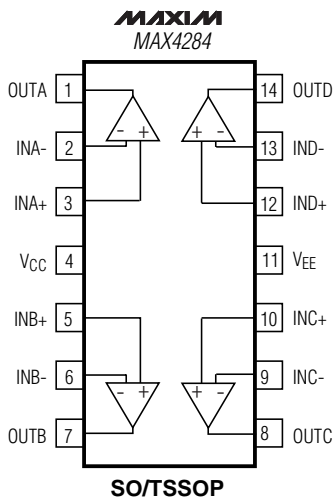 MAXIM
MAX4284
OUTA 1 14 OUTD
- + + -
INA- 2 13 IND-
INA+ 3 12 IND+
VCC 4 11 VEE
INB+ 5 10 INC+
INB- 6 9 INC-
- + + -
OUTB 7 8 OUTC
SO/TSSOP